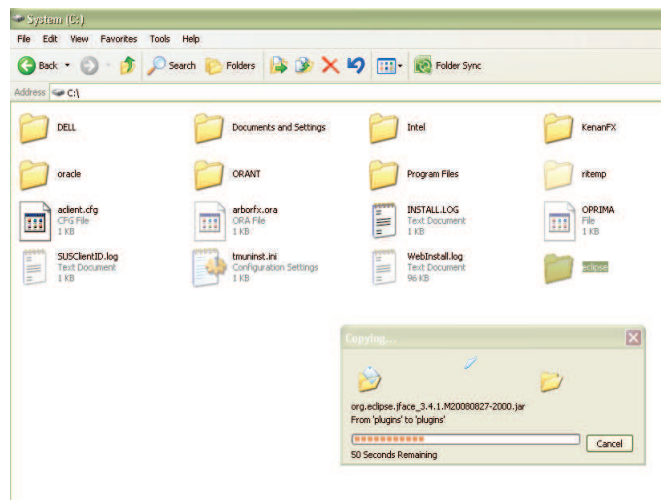 System (C:)
File Edit View Favorites Tools Help
Back Search Folders Folder Sync
Address C:\
DELL Documents and Settings Intel KenanFX
oracle ORANT Program Files ritemp
aclient.cfg arborfx.ora INSTALL.LOG OPRIMA
CFG File ORA File Text Document File
1 KB 1 KB 1 KB 1 KB
SUSClientID.log tmuninst.ini WebInstall.log eclipse
Text Document Configuration Settings Text Document
1 KB 1 KB 96 KB
Copying...
org.eclipse.jface_3.4.1.M20080827-2000.jar
From 'plugins' to 'plugins'
Cancel
50 Seconds Remaining